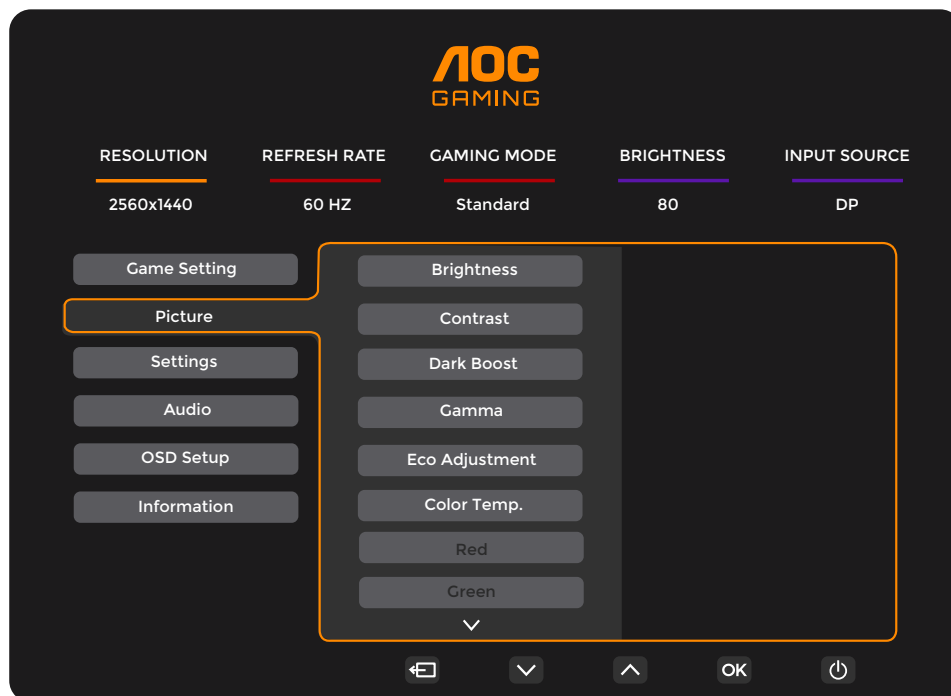 AOC
GAMING
RESOLUTION REFRESH RATE GAMING MODE BRIGHTNESS INPUT SOURCE
2560x1440 60 HZ Standard 80 DP
Game Setting
Picture
Settings
Audio
OSD Setup
Information
Brightness
Contrast
Dark Boost
Gamma
Eco Adjustment
Color Temp.
Red
Green
OK